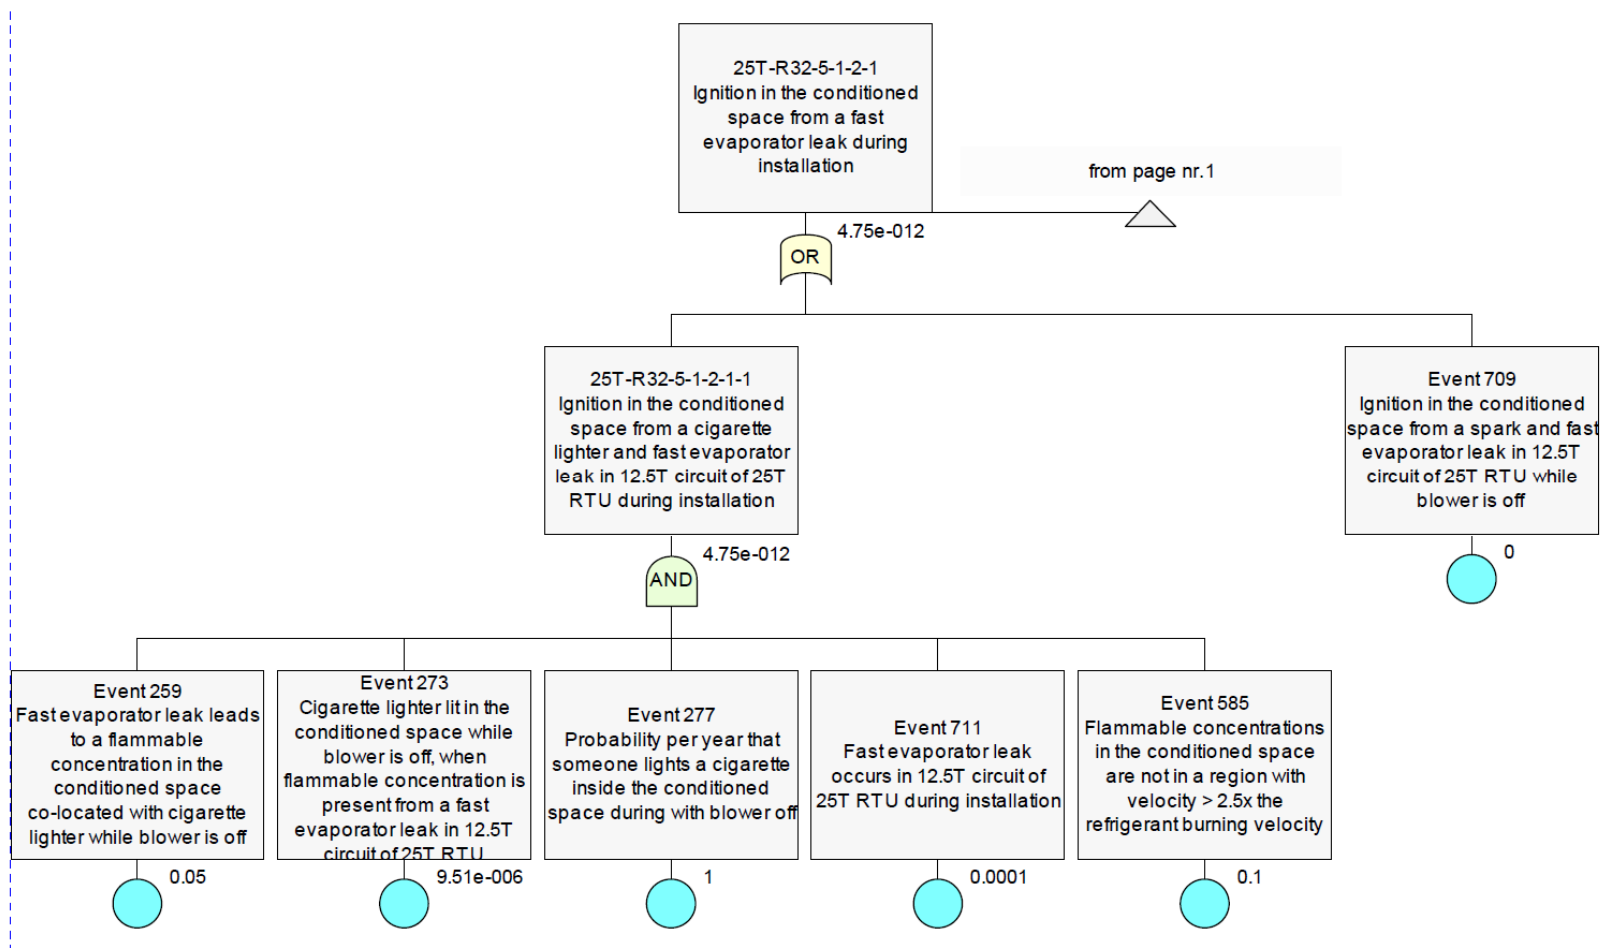 25T-R32-5-1-2-1
Ignition in the conditioned
space from a fast
evaporator leak during
installation
from page nr.1
4.75e-012
OR
25T-R32-5-1-2-1-1
Ignition in the conditioned
space from a cigarette
lighter and fast evaporator
leak in 12.5T circuit of 25T
RTU during installation
4.75e-012
AND
Event 709
Ignition in the conditioned
space from a spark and fast
evaporator leak in 12.5T
circuit of 25T RTU while
blower is off
0
Event 259
Fast evaporator leak leads
to a flammable
concentration in the
conditioned space
co-located with cigarette
lighter while blower is off
0.05
Event 273
Cigarette lighter lit in the
conditioned space while
blower is off, when
flammable concentration is
present from a fast
evaporator leak in 12.5T
circuit of 25T RTU
9.51e-006
Event 277
Probability per year that
someone lights a cigarette
inside the conditioned
space during with blower off
1
Event 711
Fast evaporator leak
occurs in 12.5T circuit of
25T RTU during installation
0.0001
Event 585
Flammable concentrations
in the conditioned space
are not in a region with
velocity > 2.5x the
refrigerant burning velocity
0.1